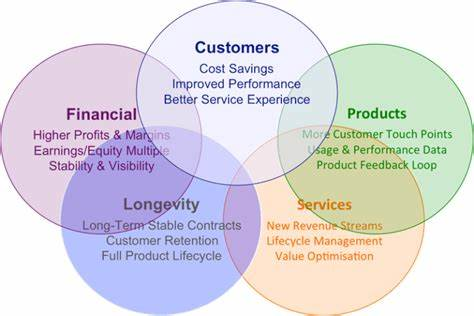 Customers
Cost Savings
Improved Performance
Better Service Experience
Financial
Higher Profits & Margins
Earnings/Equity Multiple
Stability & Visibility
Products
More Customer Touch Points
Usage & Performance Data
Product Feedback Loop
Longevity
Long-Term Stable Contracts
Customer Retention
Full Product Lifecycle
Services
New Revenue Streams
Lifecycle Management
Value Optimisation